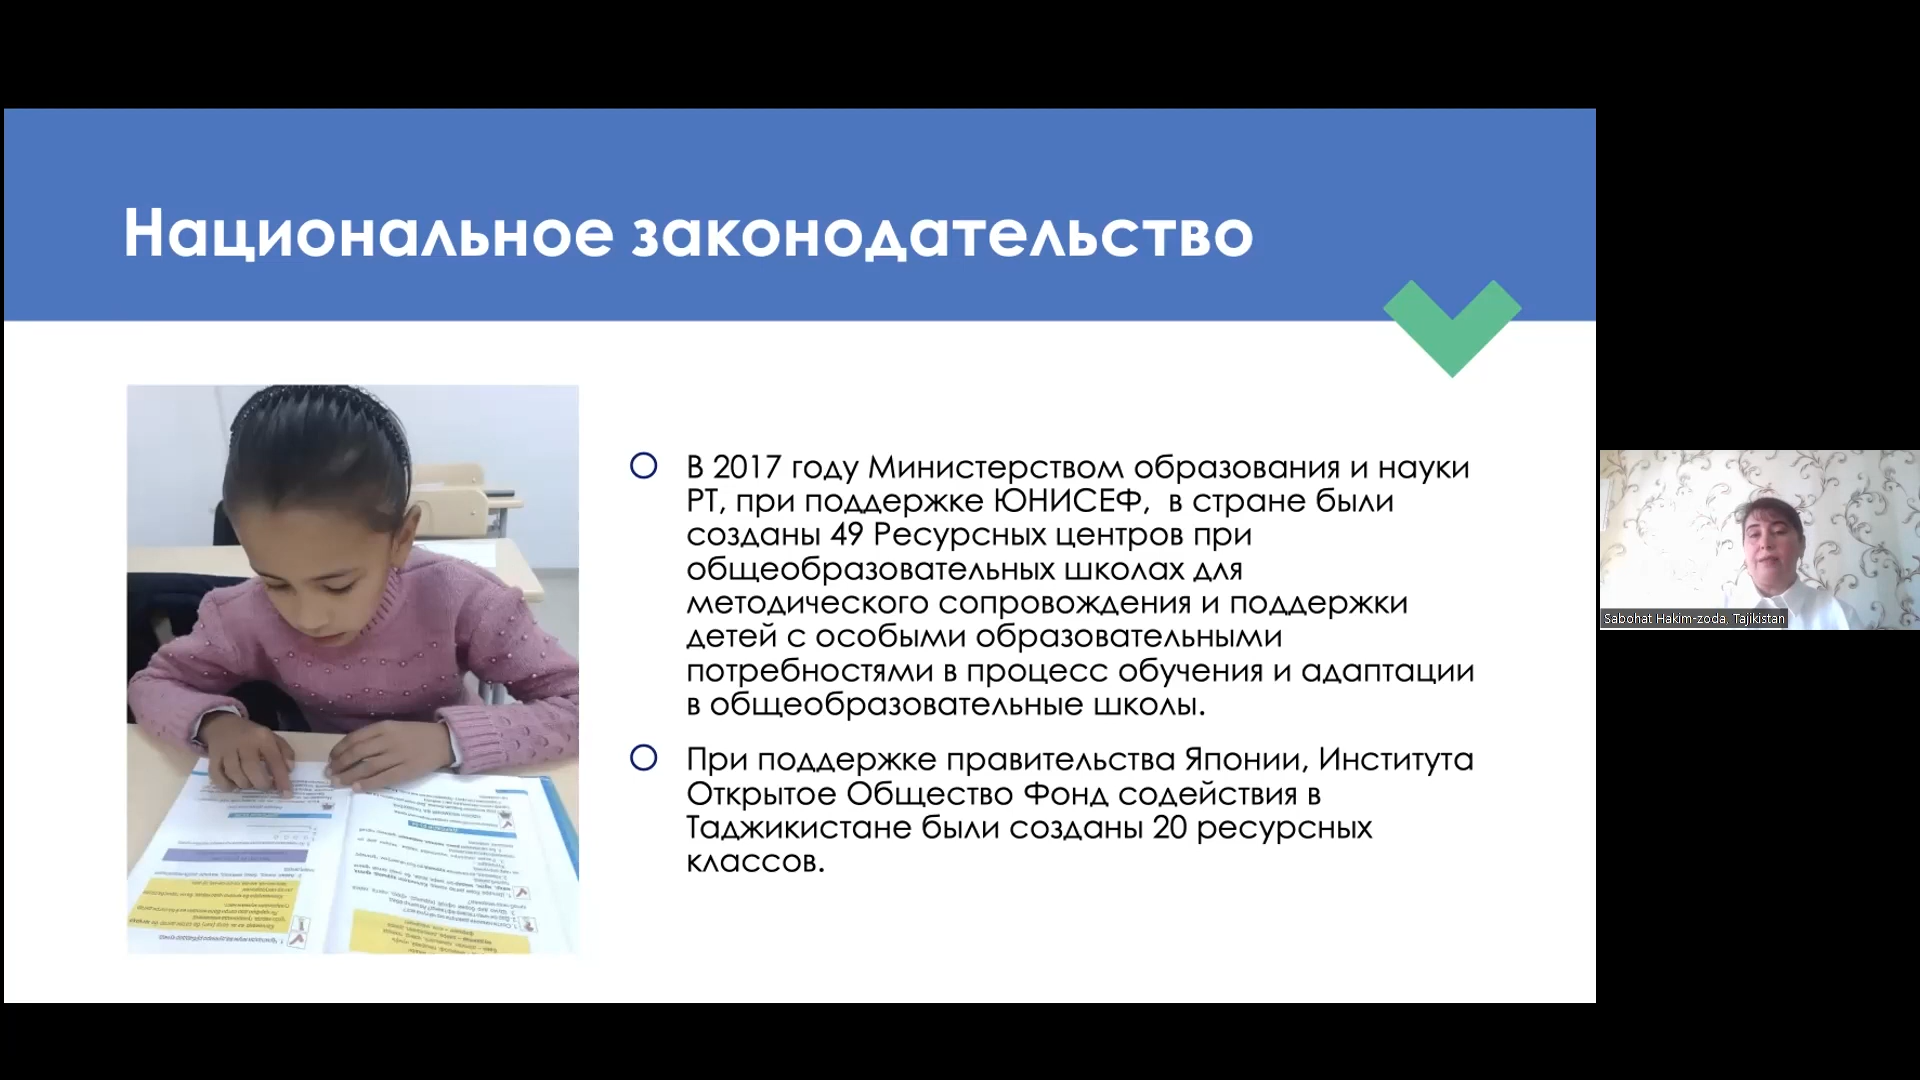 Национальное законодательство
В 2017 году Министерством образования и науки
РТ, при поддержке ЮНИСЕФ, в стране были
созданы 49 Ресурсных центров при
общеобразовательных школах для
методического сопровождения и поддержки
детей с особыми образовательными
потребностями в процесс обучения и адаптации
в общеобразовательные школы.
При поддержке правительства Японии, Института
Открытое Общество Фонд содействия в
Таджикистане были созданы 20 ресурсных
классов.
Sabohat Hakim-zoda, Tajikistan